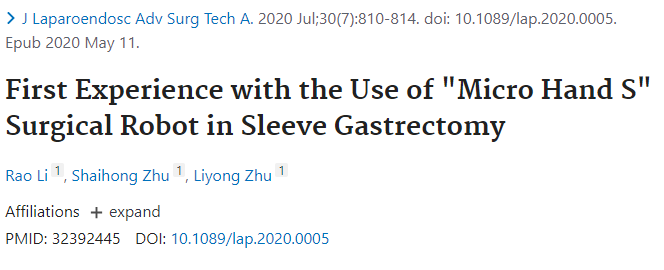 J Laparoendosc Adv Surg Tech A. 2020 Jul;30(7):810-814. doi: 10.1089/lap.2020.0005.
Epub 2020 May 11.
First Experience with the Use of "Micro Hand S"
Surgical Robot in Sleeve Gastrectomy
Rao Li 1, Shaihong Zhu 1, Liyong Zhu 1
Affiliations + expand
PMID: 32392445 DOI: 10.1089/lap.2020.0005